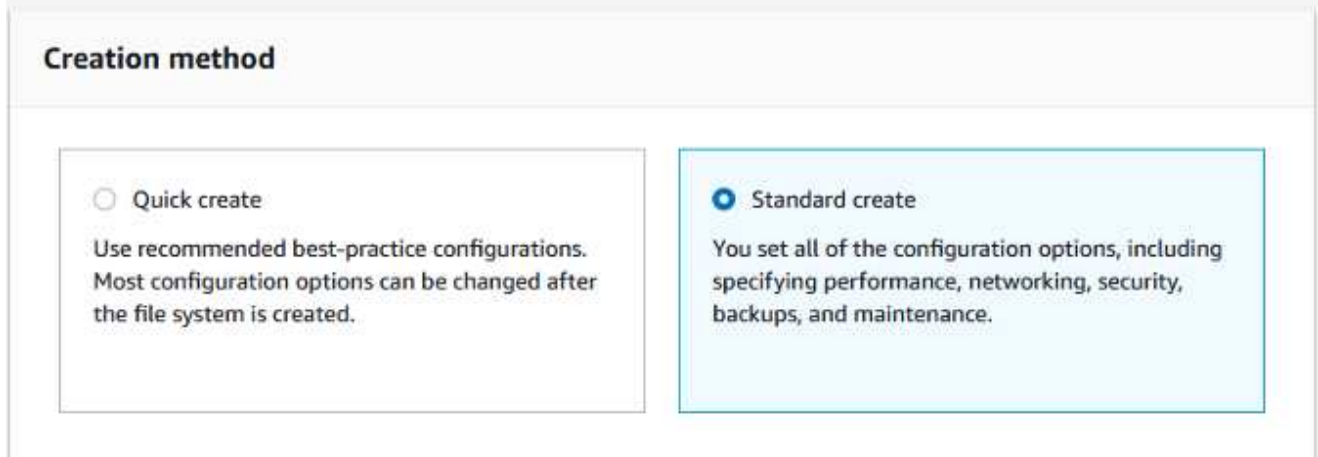 Creation method
Quick create
Use recommended best-practice configurations.
Most configuration options can be changed after
the file system is created.
Standard create
You set all of the configuration options, including
specifying performance, networking, security,
backups, and maintenance.